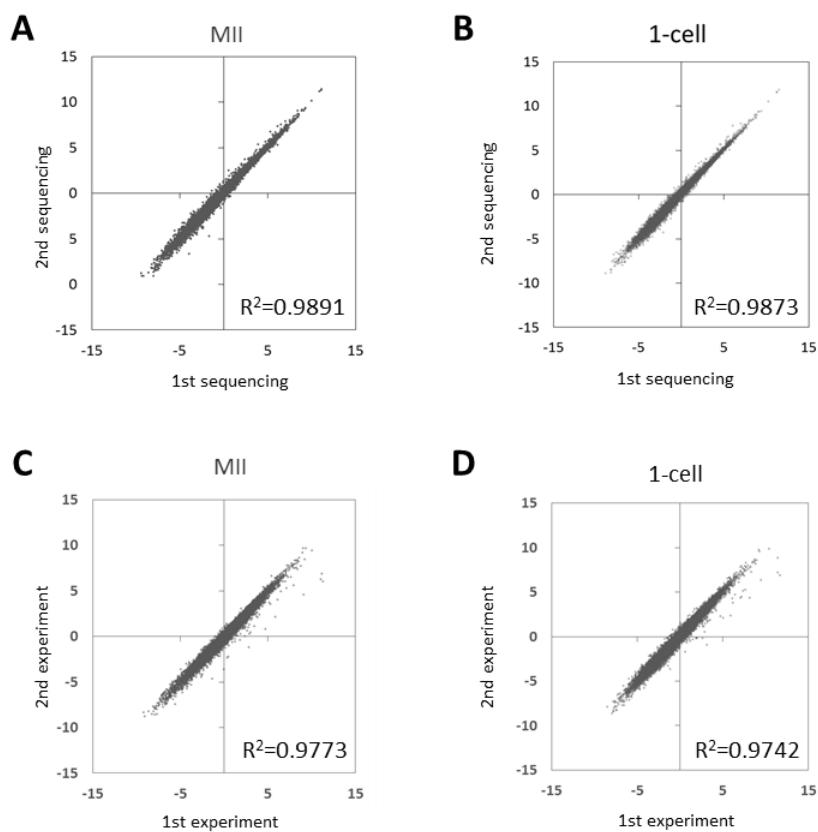 A
MII
15
10
5
0
5
0
-15
-15
-5
5
15
2nd sequencing
1st sequencing
R²=0.9891
B
1-cell
15
10
5
0
-5
-10
-15
-15
-5
5
15
2nd sequencing
1st sequencing
R²=0.9873
C
MII
15
10
5
0
-5
-10
-15
-15
-5
5
15
2nd experiment
1st experiment
R²=0.9773
D
1-cell
15
10
5
0
-5
-10
-15
-15
-5
5
15
2nd experiment
1st experiment
R²=0.9742